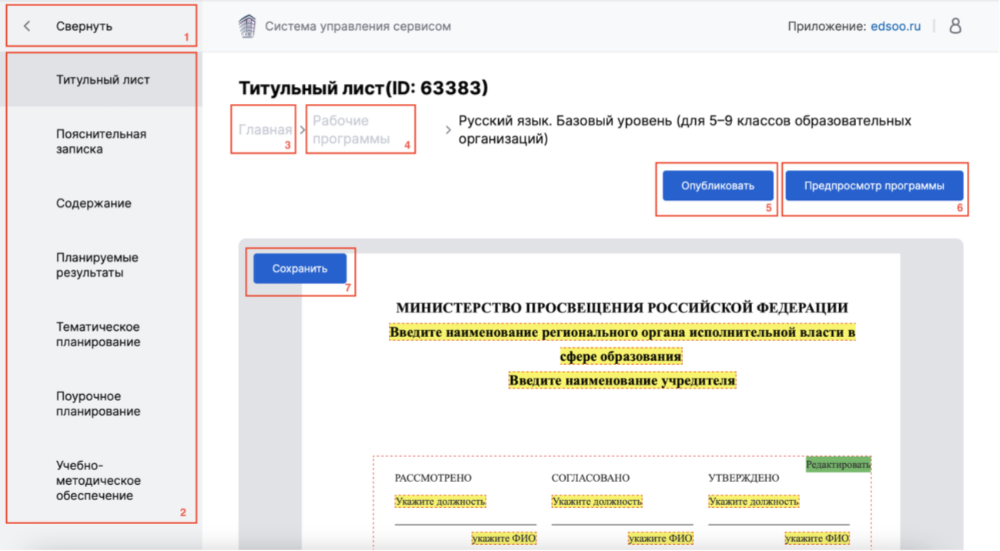 Свернуть
1
Система управления сервисом
Приложение: edsoo.ru
Титульный лист
Пояснительная
записка
Содержание
Планируемые
результаты
Тематическое
планирование
Поурочное
планирование
Учебно-
методическое
обеспечение
2
Титульный лист(ID: 63383)
Главная
3
Рабочие
программы
4
Русский язык. Базовый уровень (для 5–9 классов образовательных
организаций)
Опубликовать
5
Предпросмотр программы
6
Сохранить
7
МИНИСТЕРСТВО ПРОСВЕЩЕНИЯ РОССИЙСКОЙ ФЕДЕРАЦИИ
Введите наименование регионального органа исполнительной власти в
сфере образования
Введите наименование учредителя
Редактировать
РАССМОТРЕНО СОГЛАСОВАНО УТВЕРЖДЕНО
Укажите должность Укажите должность Укажите должность
укажите ФИО укажите ФИО укажите ФИО